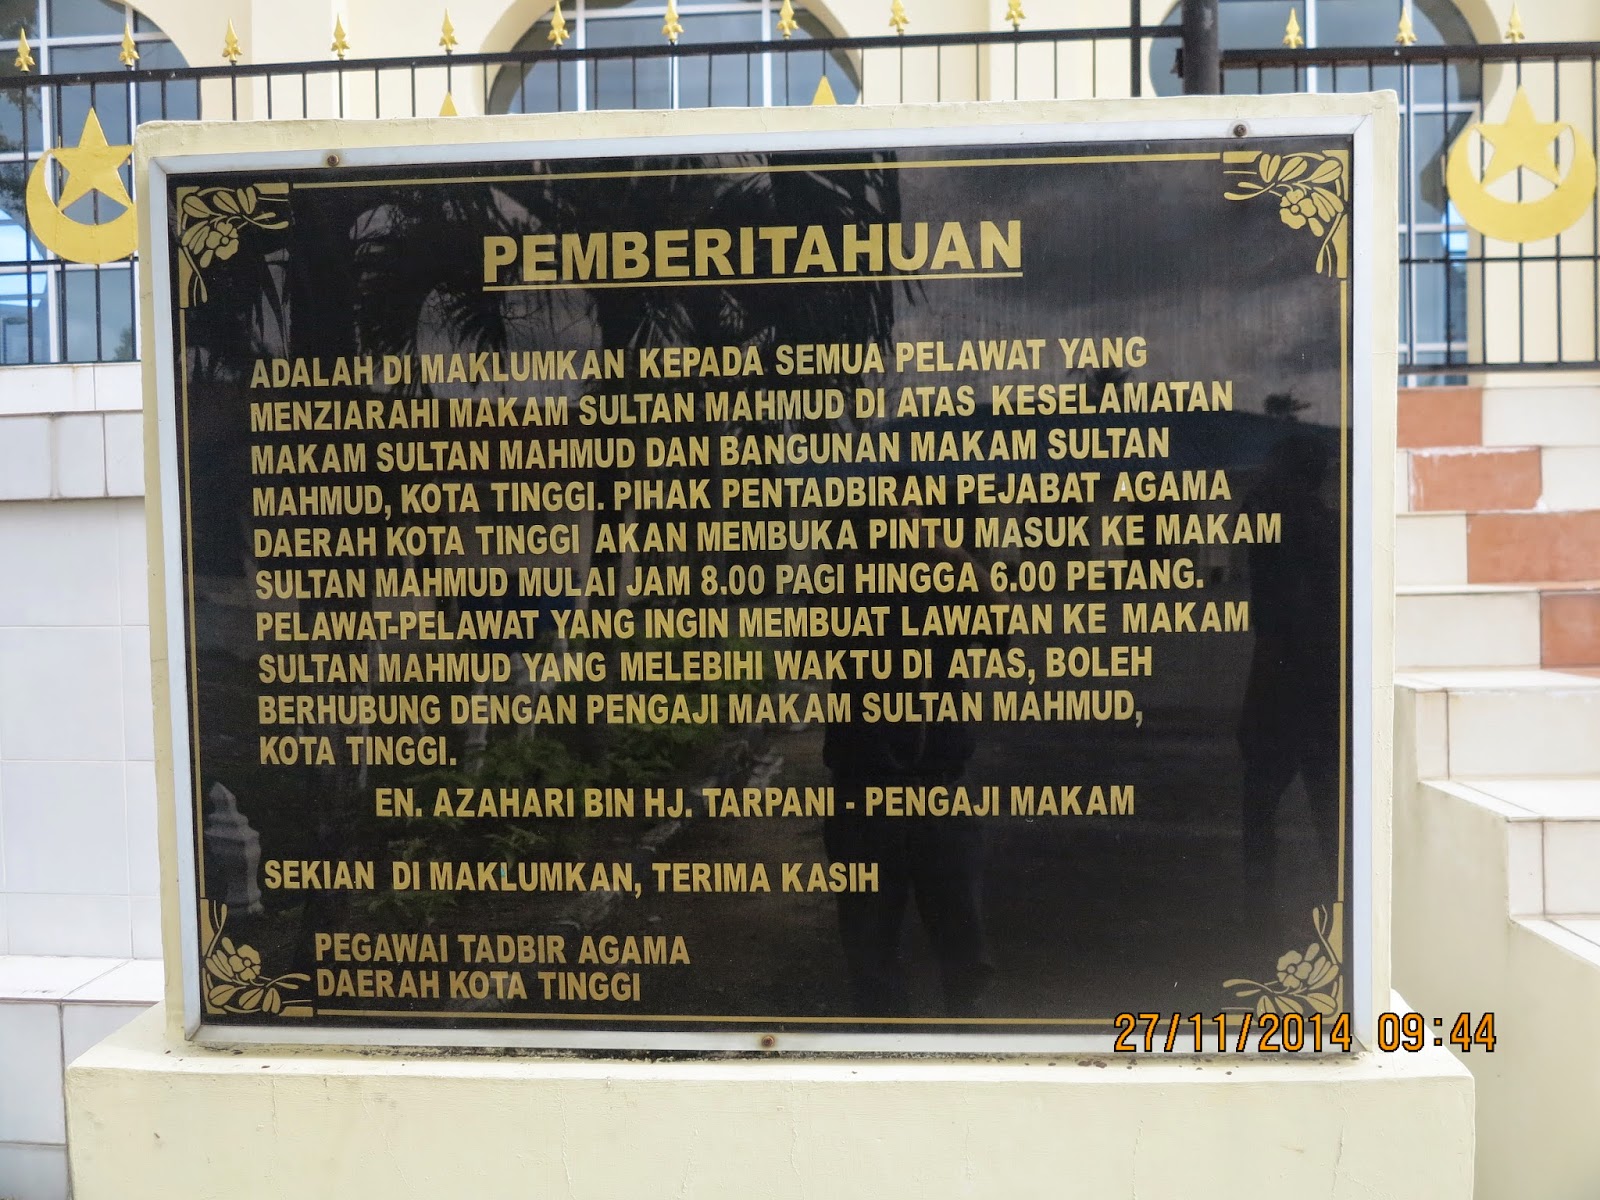 PEMBERITAHUAN
ADALAH DI MAKLUMKAN KEPADA SEMUA PELAWAT YANG
MENZIARAHI MAKAM SULTAN MAHMUD DI ATAS KESELAMATAN
MAKAM SULTAN MAHMUD DAN BANGUNAN MAKAM SULTAN
MAHMUD, KOTA TINGGI. PIHAK PENTADBIRAN PEJABAT AGAMA
DAERAH KOTA TINGGI AKAN MEMBUKA PINTU MASUK KE MAKAM
SULTAN MAHMUD MULAI JAM 8.00 PAGI HINGGA 6.00 PETANG.
PELAWAT-PELAWAT YANG INGIN MEMBUAT LAWATAN KE MAKAM
SULTAN MAHMUD YANG MELEBIHI WAKTU DI ATAS, BOLEH
BERHUBUNG DENGAN PENGAJI MAKAM SULTAN MAHMUD,
KOTA TINGGI.
EN. AZAHARI BIN HJ. TARPANI - PENGAJI MAKAM
SEKIAN DI MAKLUMKAN, TERIMA KASIH
PEGAWAI TADBIR AGAMA
DAERAH KOTA TINGGI
27/11/2014 09:44